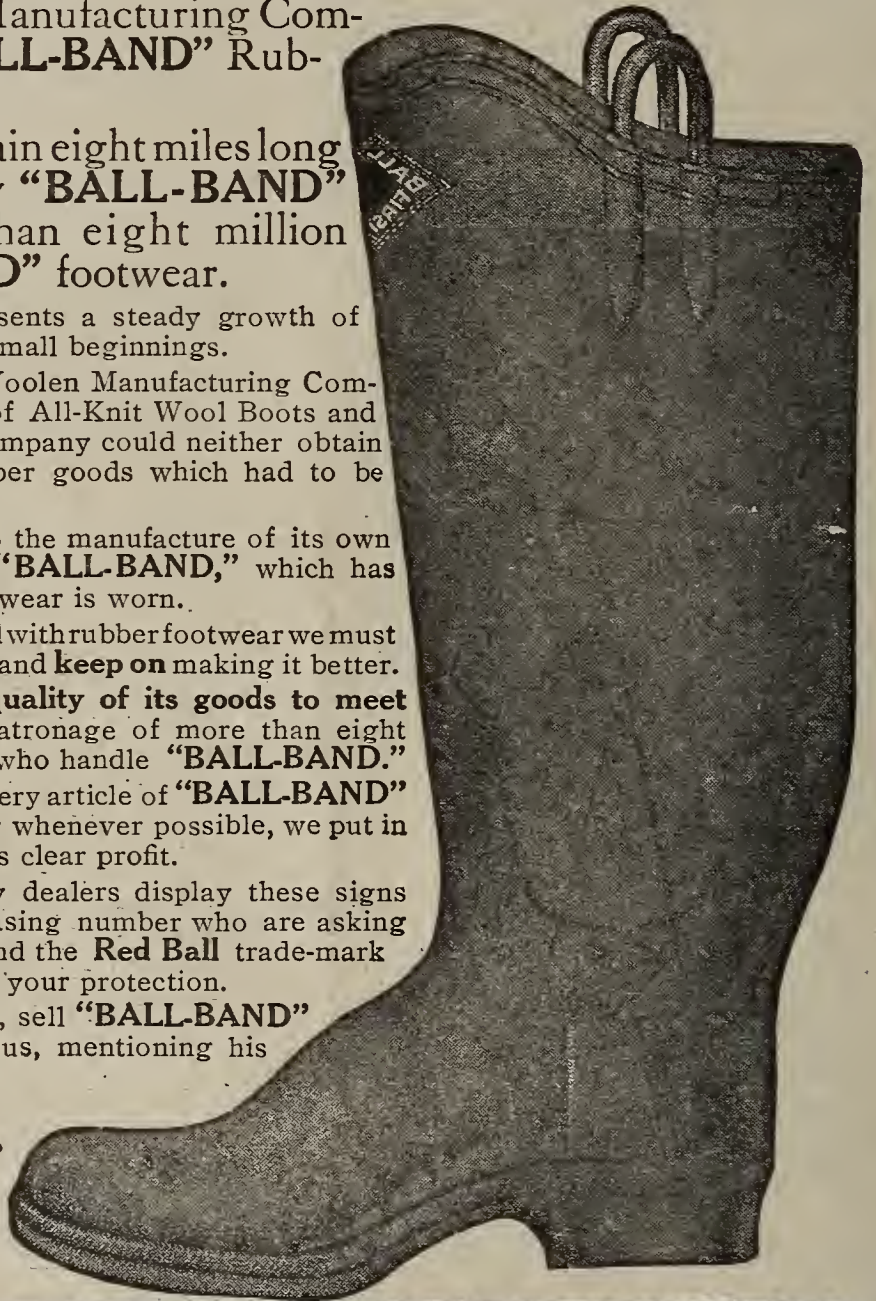 Manufacturing Com-
LL-BAND” Rub-
ain eight miles long
“BALL-BAND”
han eight million
D” footwear.
sents a steady growth of
mall beginnings.
Woolen Manufacturing Com-
of All-Knit Wool Boots and
mpany could neither obtain
ber goods which had to be
the manufacture of its own
“BALL-BAND,” which has
wear is worn.
with rubber footwear we must
and keep on making it better.
quality of its goods to meet
atronage of more than eight
who handle “BALL-BAND.”
ery article of “BALL-BAND”
whenever possible, we put in
s clear profit.
dealers display these signs
sing number who are asking
nd the Red Ball trade-mark
your protection.
, sell “BALL-BAND”
us, mentioning his
BALL